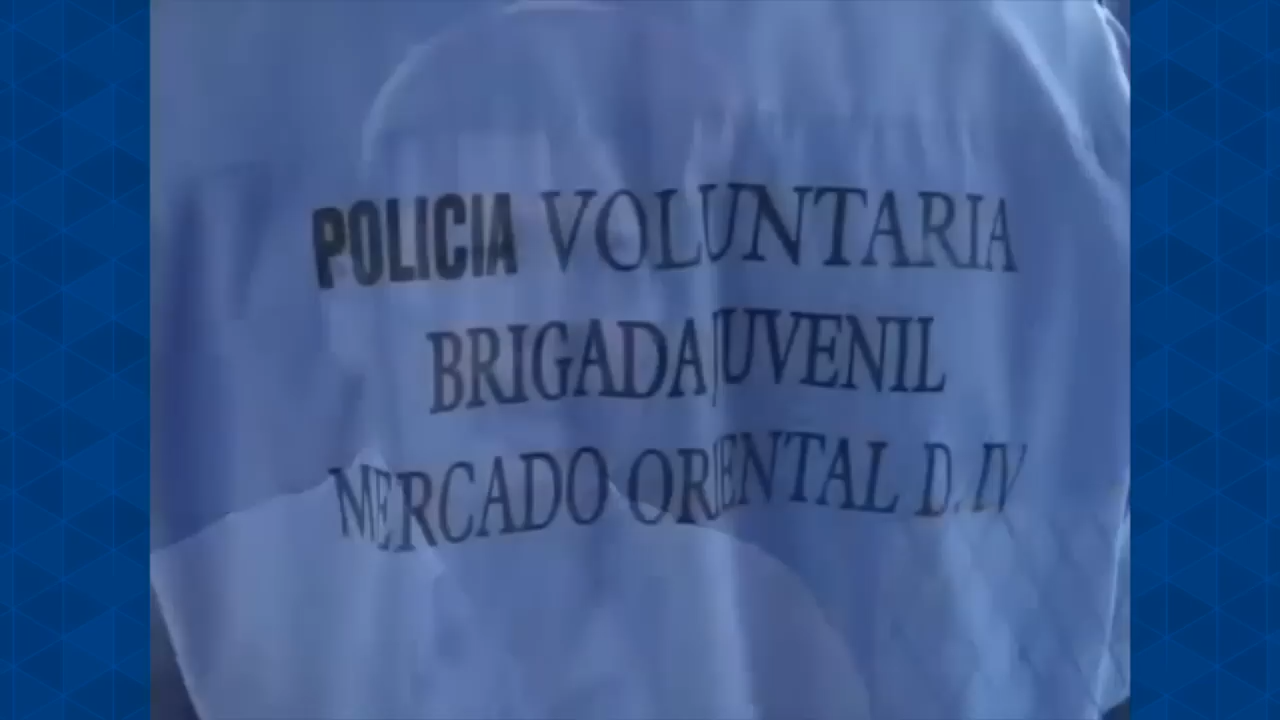 POLICIA VOLUNTARIA
BRIGADA JUVENIL
MERCADO ORIENTAL D. IV